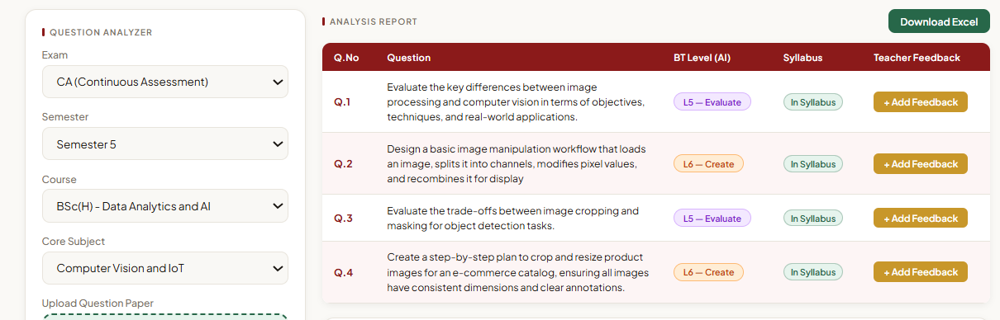 QUESTION ANALYZER
Exam
CA (Continuous Assessment)
Semester
Semester 5
Course
BSc(H) - Data Analytics and AI
Core Subject
Computer Vision and IoT
Upload Question Paper
ANALYSIS REPORT
Download Excel
Q.No Question BT Level (AI) Syllabus Teacher Feedback
Evaluate the key differences between image
Q.1 processing and computer vision in terms of objectives, L5 — Evaluate In Syllabus + Add Feedback
techniques, and real-world applications.
Design a basic image manipulation workflow that loads
Q.2 an image, splits it into channels, modifies pixel values, L6 — Create In Syllabus + Add Feedback
and recombines it for display
Evaluate the trade-offs between image cropping and
Q.3 L5 — Evaluate In Syllabus + Add Feedback
masking for object detection tasks.
Create a step-by-step plan to crop and resize product
Q.4 images for an e-commerce catalog, ensuring all images L6 — Create In Syllabus + Add Feedback
have consistent dimensions and clear annotations.